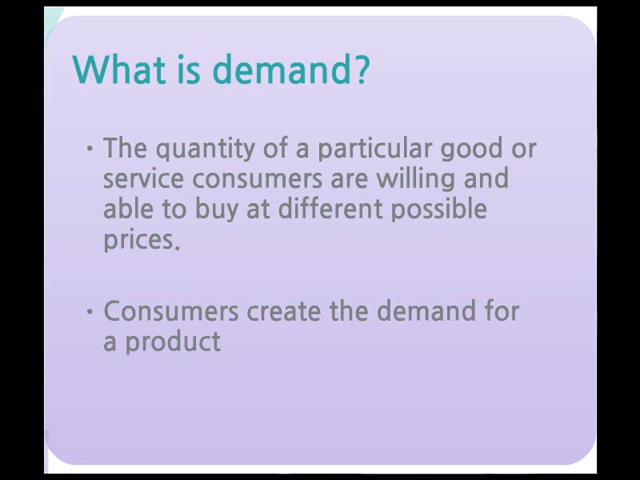 What is demand?
• The quantity of a particular good or
service consumers are willing and
able to buy at different possible
prices.
• Consumers create the demand for
a product